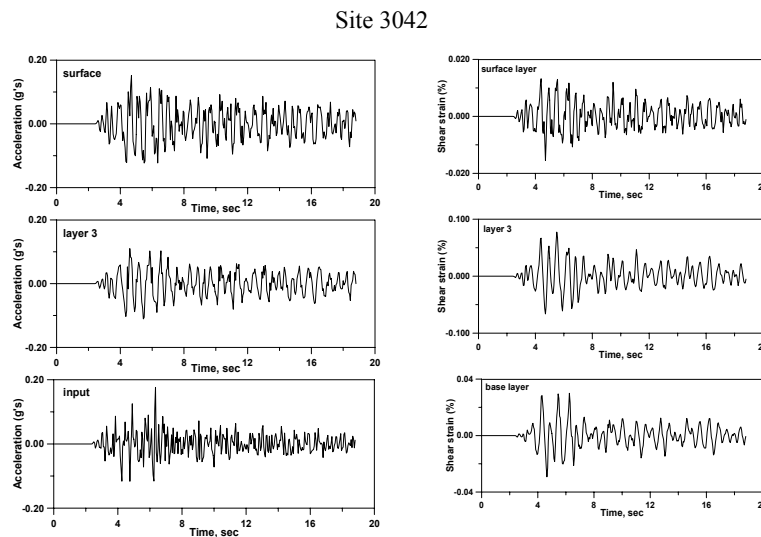 Site 3042
surface
Acceleration (g's)
0.20
0.00
-0.20
0 4 8 12 16 20
Time, sec
surface layer
Shear strain (%)
0.020
0.000
-0.020
0 4 8 12 16 20
Time, sec
layer 3
Acceleration (g's)
0.20
0.00
-0.20
0 4 8 12 16 20
Time, sec
layer 3
Shear strain (%)
0.100
0.000
-0.100
0 4 8 12 16 20
Time, sec
input
Acceleration (g's)
0.20
0.00
-0.20
0 4 8 12 16 20
Time, sec
base layer
Shear strain (%)
0.04
0.00
-0.04
0 4 8 12 16 20
Time, sec